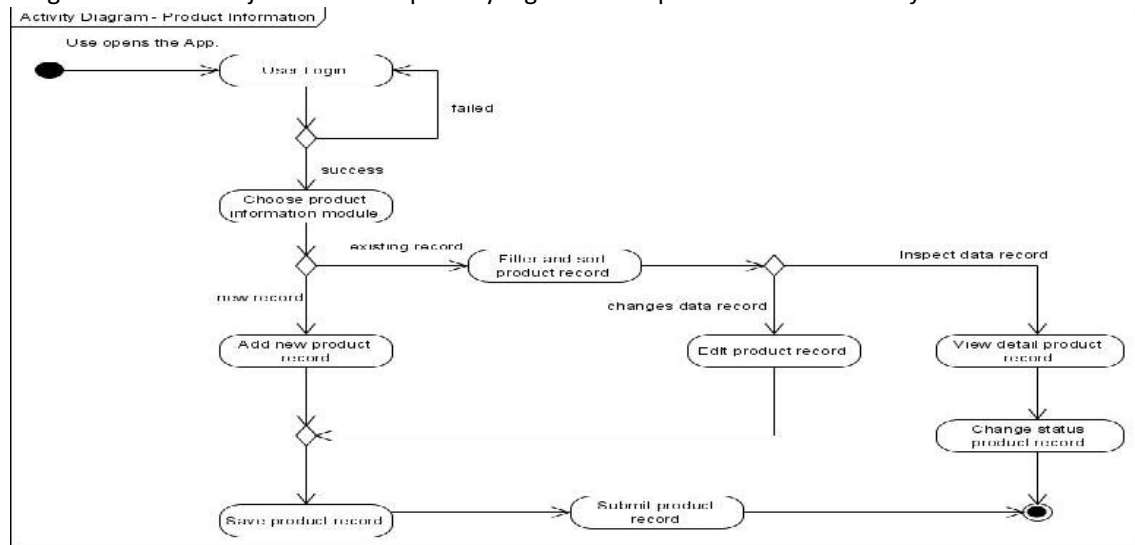 Activity Diagram - Product Information
Use opens the App.
User Login
failed
success
Choose product
information module
existing record
Filter and sort
product record
Inspect data record
new record
changes data record
Add new product
record
Edit product record
View detail product
record
Change status
product record
Save product record
Submit product
record